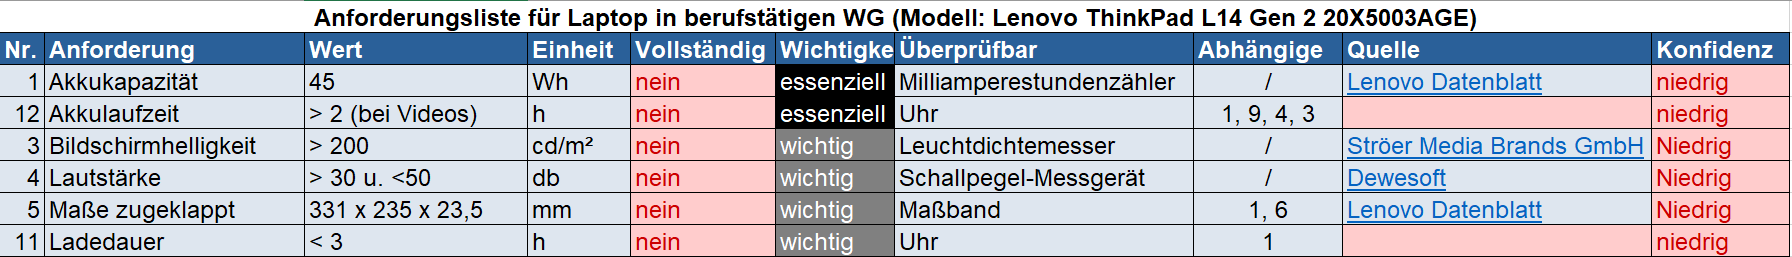 Anforderungsliste für Laptop in berufstätigen WG (Modell: Lenovo ThinkPad L14 Gen 2 20X5003AGE)
Nr. Anforderung Wert Einheit Vollständig Wichtigke Überprüfbar Abhängige Quelle Konfidenz
1 Akkukapazität 45 Wh nein essenziell Milliamperestundenzähler / Lenovo Datenblatt niedrig
12 Akkulaufzeit > 2 (bei Videos) h nein essenziell Uhr 1, 9, 4, 3 niedrig
3 Bildschirmhelligkeit > 200 cd/m² nein wichtig Leuchtdichtemesser / Ströer Media Brands GmbH Niedrig
4 Lautstärke > 30 u. <50 db nein wichtig Schallpegel-Messgerät / Dewesoft Niedrig
5 Maße zugeklappt 331 x 235 x 23,5 mm nein wichtig Maßband 1, 6 Lenovo Datenblatt Niedrig
11 Ladedauer < 3 h nein wichtig Uhr 1 niedrig